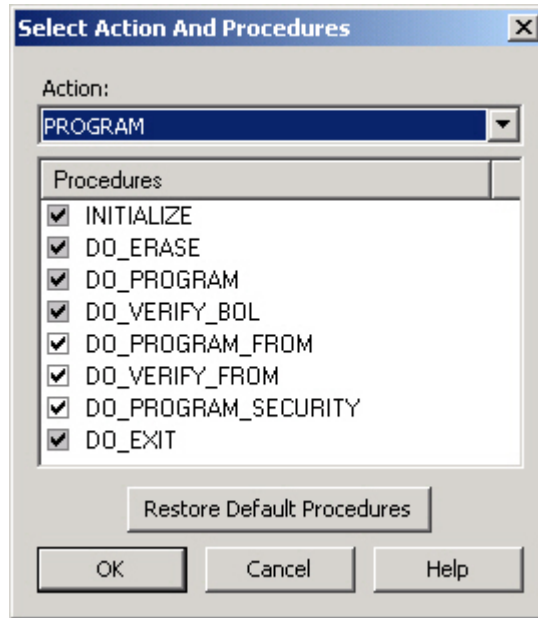 Select Action And Procedures
Action:
PROGRAM
Procedures
INITIALIZE
DO_ERASE
DO_PROGRAM
DO_VERIFY_BOL
DO_PROGRAM_FROM
DO_VERIFY_FROM
DO_PROGRAM_SECURITY
DO_EXIT
Restore Default Procedures
OK Cancel Help